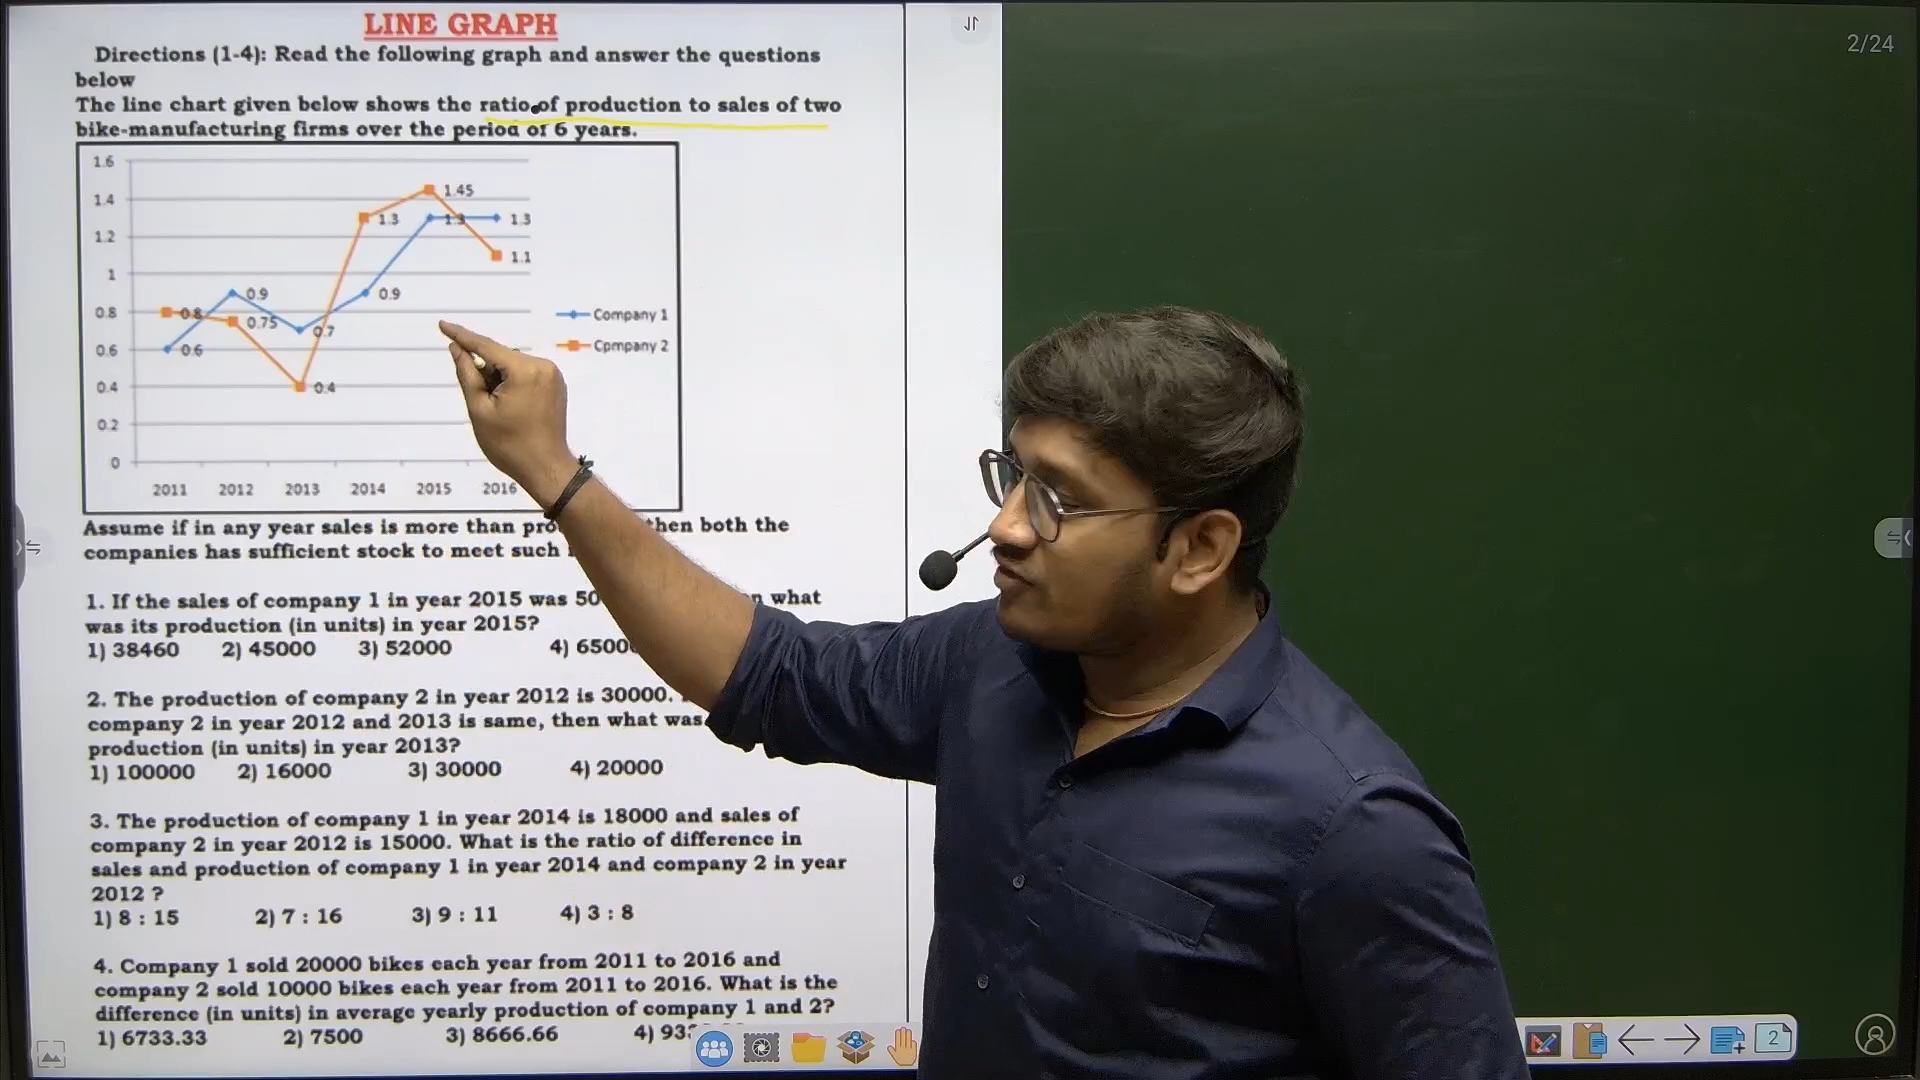 LINE GRAPH
2/24
Directions (1-4): Read the following graph and answer the questions
below
The line chart given below shows the ratio of production to sales of two
bike-manufacturing firms over the period of 6 years.
1.6
1.4
1.2
1
0.8
0.6
0.4
0.2
0
1.45
1.3
1.3
1.3
1.1
0.9
0.9
0.8
0.75
0.7
0.6
0.4
Company 1
Cpmpany 2
2011 2012 2013 2014 2015 2016
Assume if in any year sales is more than then both the
companies has sufficient stock to meet such
1. If the sales of company 1 in year 2015 was what
was its production (in units) in year 2015?
1) 38460 2) 45000 3) 52000 4)
2. The production of company 2 in year 2012 is 30000.
company 2 in year 2012 and 2013 is same, then what was
production (in units) in year 2013?
1) 100000 2) 16000 3) 30000 4) 20000
3. The production of company 1 in year 2014 is 18000 and sales of
company 2 in year 2012 is 15000. What is the ratio of difference in
sales and production of company 1 in year 2014 and company 2 in year
2012 ?
1) 8 : 15 2) 7 : 16 3) 9 : 11 4) 3 : 8
4. Company 1 sold 20000 bikes each year from 2011 to 2016 and
company 2 sold 10000 bikes each year from 2011 to 2016. What is the
difference (in units) in average yearly production of company 1 and 2?
1) 6733.33 2) 7500 3) 8666.66 4)
2